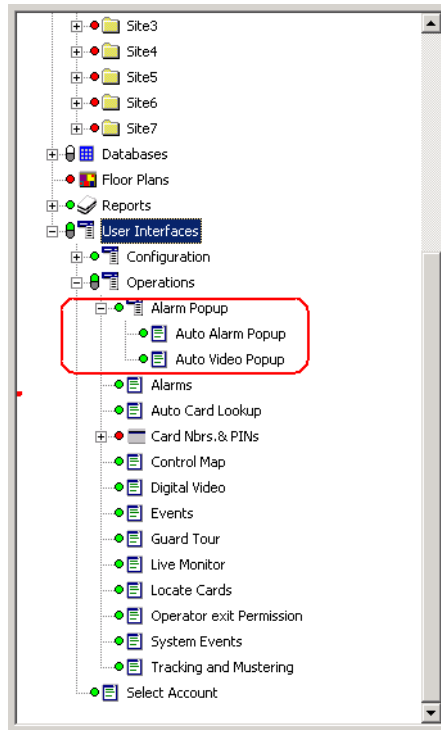 Site3
Site4
Site5
Site6
Site7
Databases
Floor Plans
Reports
User Interfaces
Configuration
Operations
Alarm Popup
Auto Alarm Popup
Auto Video Popup
Alarms
Auto Card Lookup
Card Nbrs.& PINs
Control Map
Digital Video
Events
Guard Tour
Live Monitor
Locate Cards
Operator exit Permission
System Events
Tracking and Mustering
Select Account